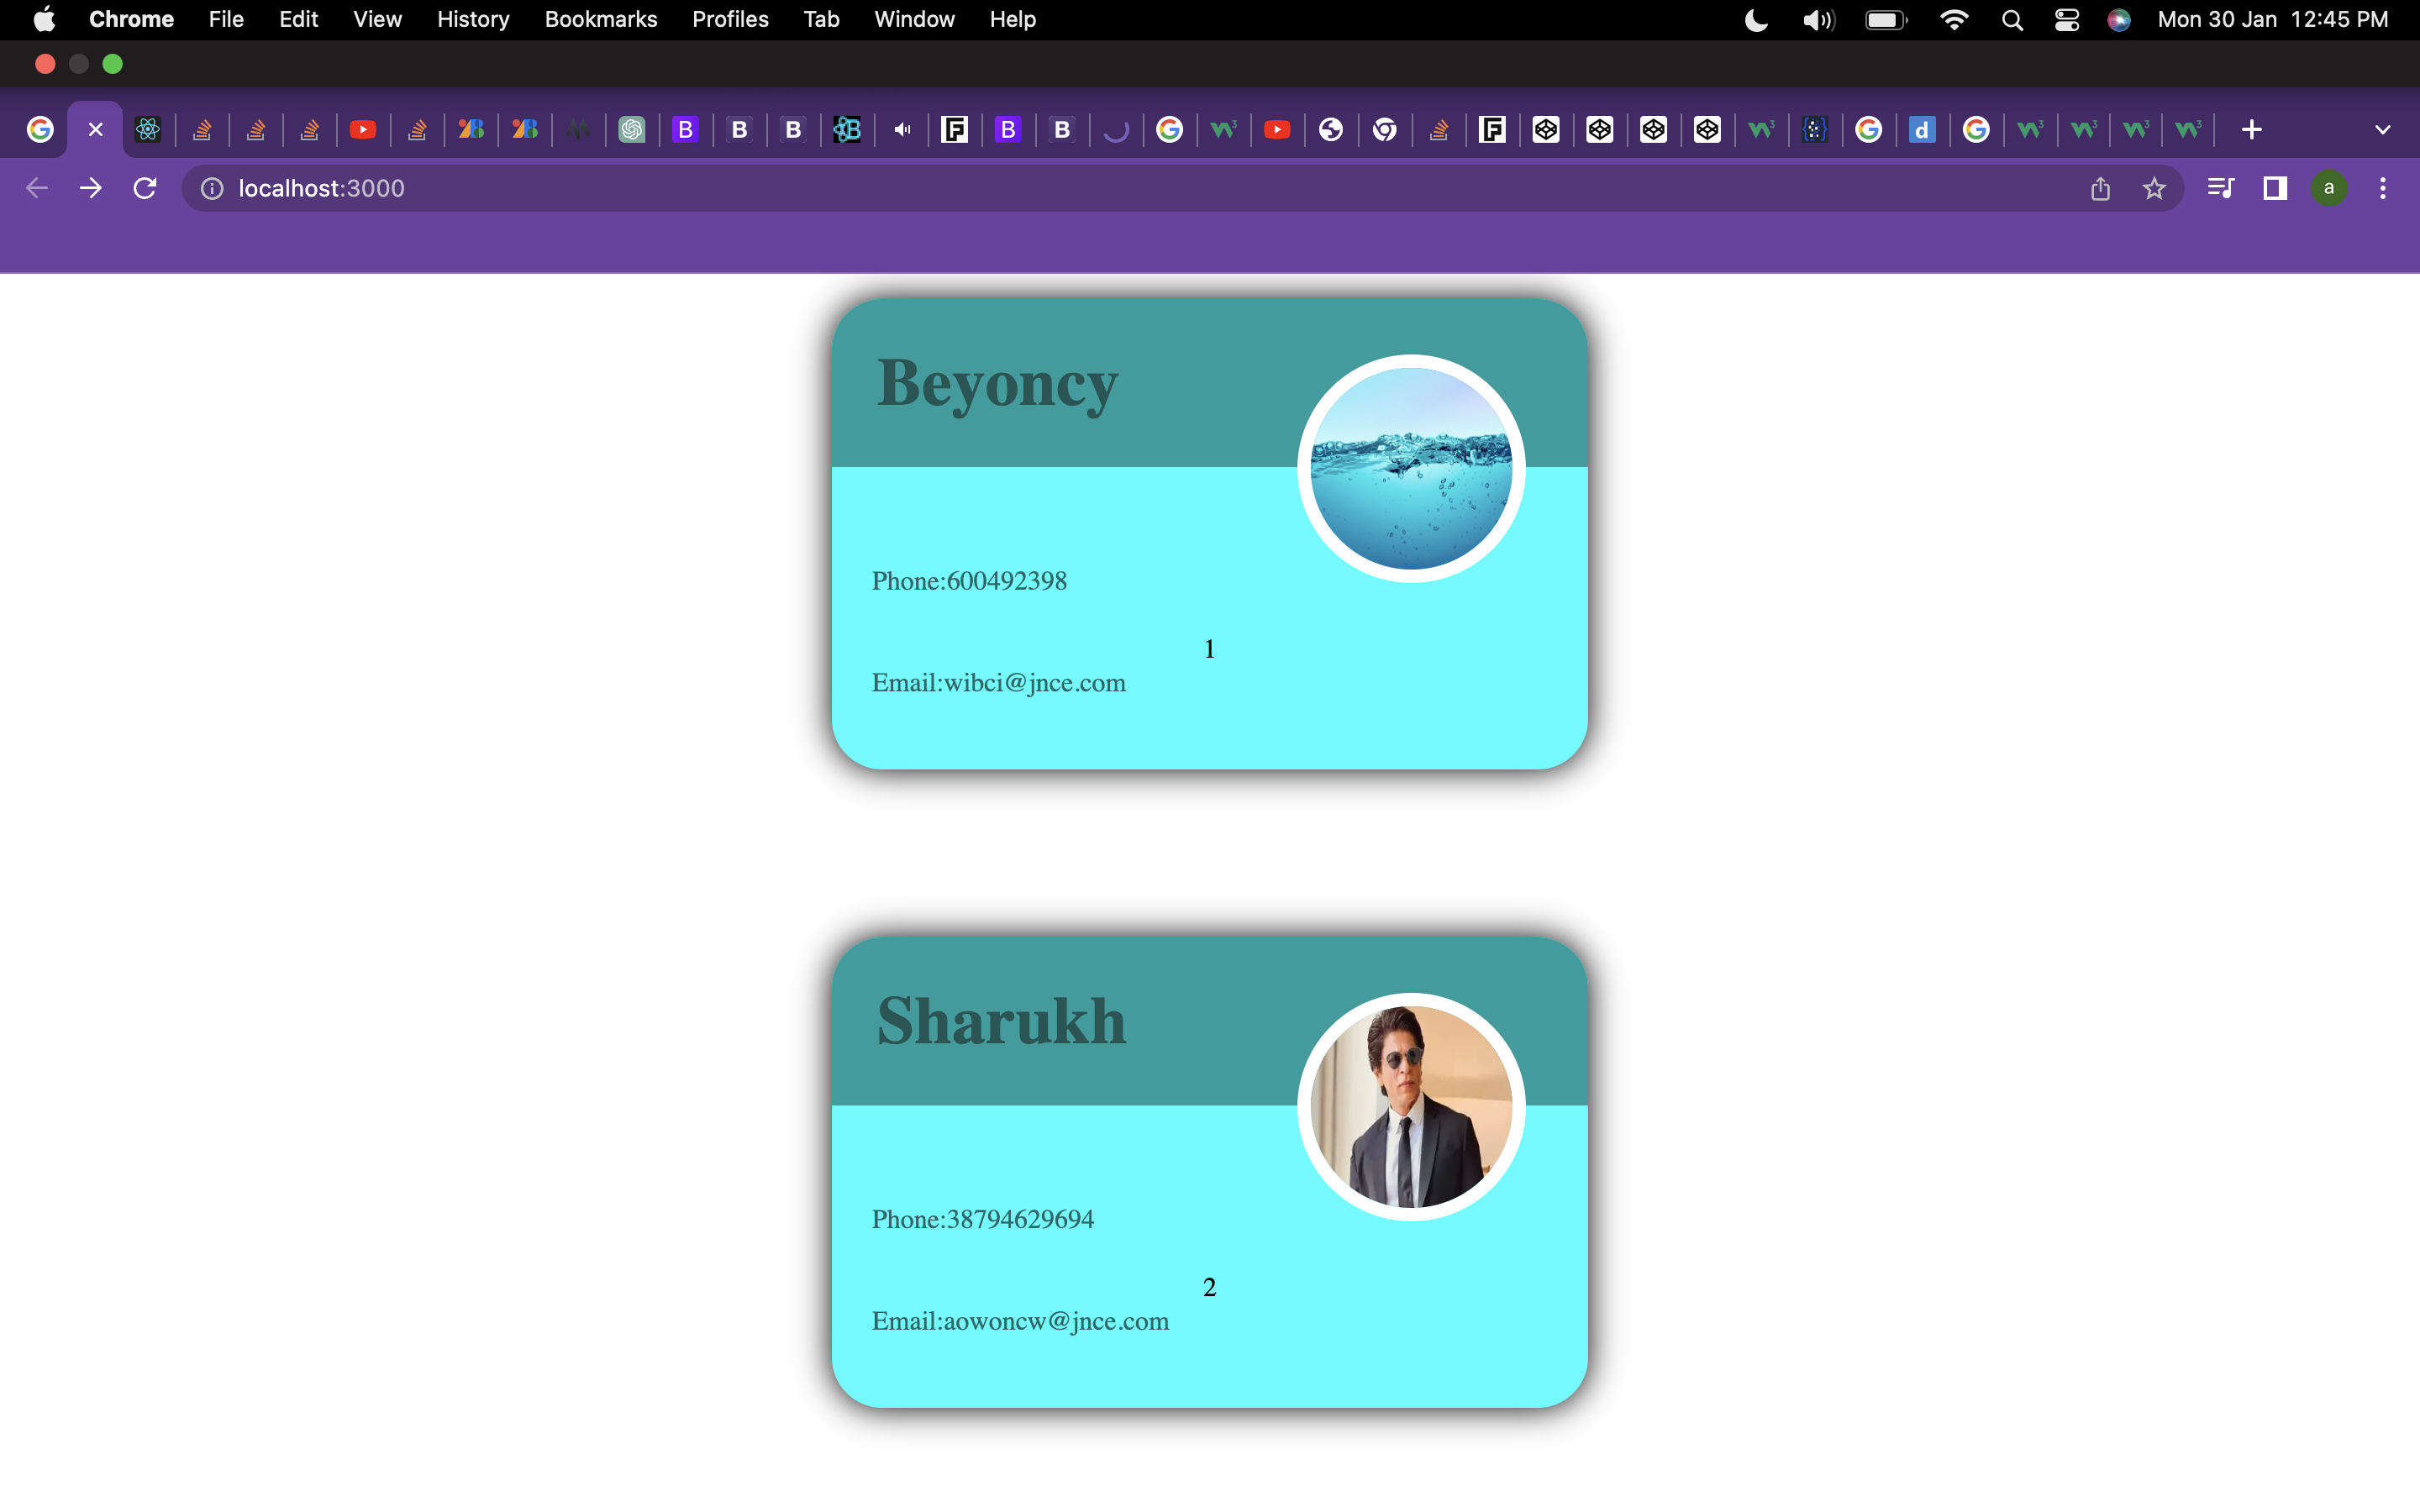 Chrome File Edit View History Bookmarks Profiles Tab Window Help Mon 30 Jan 12:45 PM
localhost:3000 a
Beyoncy
Phone:600492398
1
Email:wibci@jnce.com
Sharukh
Phone:38794629694
2
Email:aowoncw@jnce.com